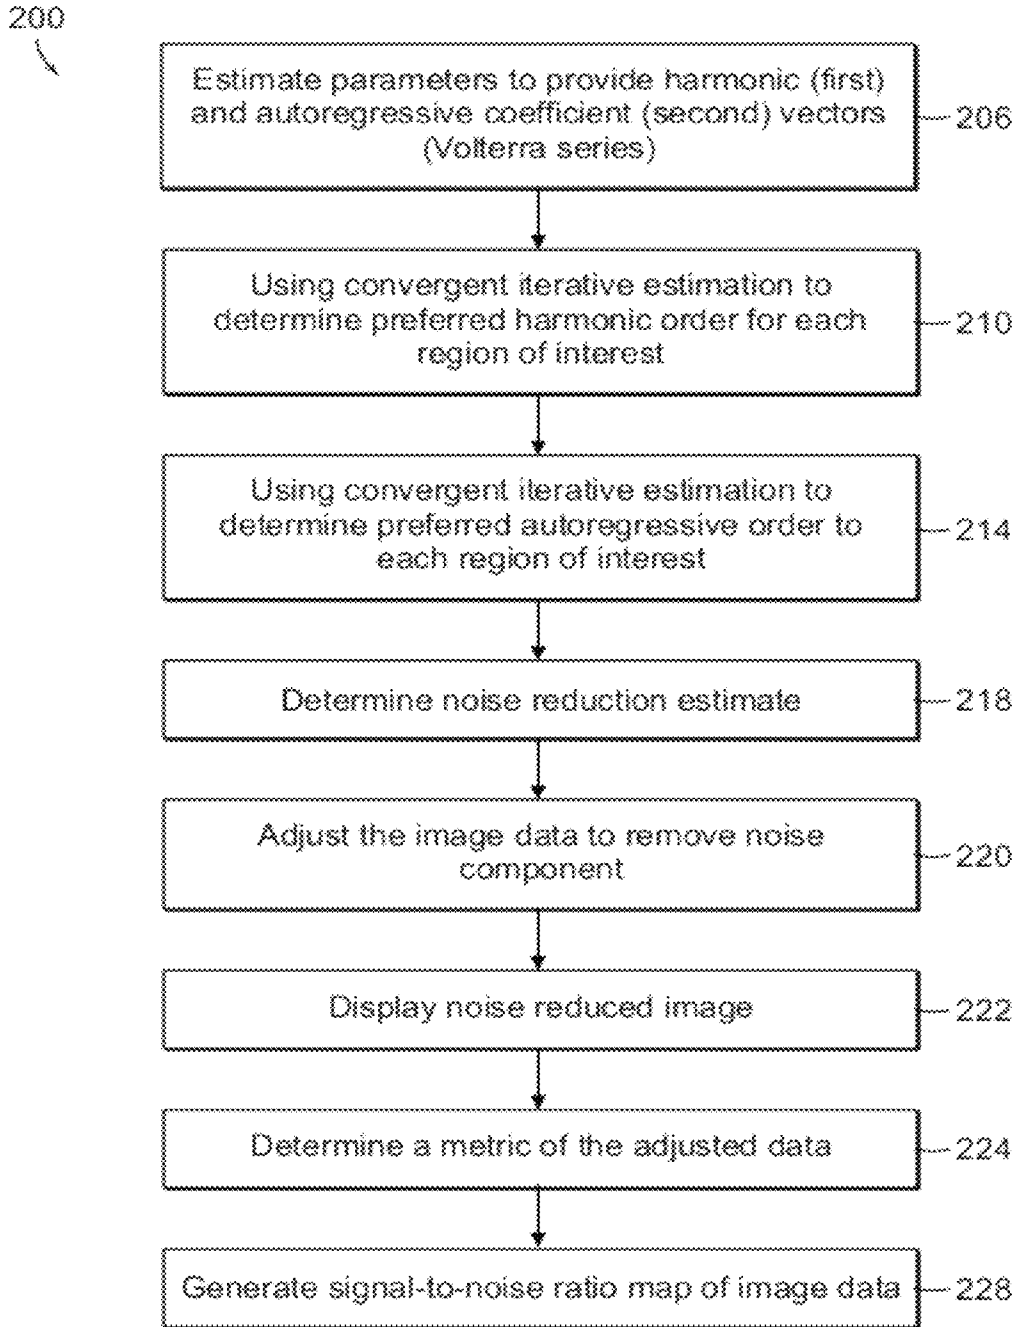 200
Estimate parameters to provide harmonic (first)
and autoregressive coefficient (second) vectors
(Volterra series)
206
Using convergent iterative estimation to
determine preferred harmonic order for each
region of interest
210
Using convergent iterative estimation to
determine preferred autoregressive order to
each region of interest
214
Determine noise reduction estimate
218
Adjust the image data to remove noise
component
220
Display noise reduced image
222
Determine a metric of the adjusted data
224
Generate signal-to-noise ratio map of image data
228